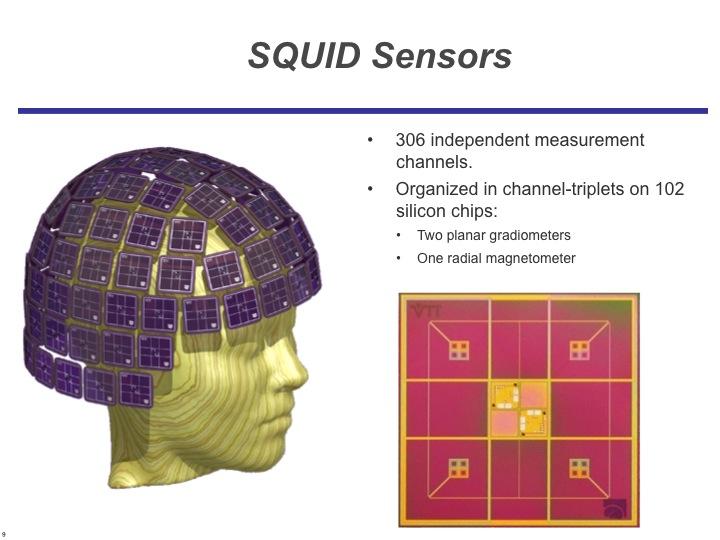 SQUID Sensors
• 306 independent measurement
channels.
• Organized in channel-triplets on 102
silicon chips:
• Two planar gradiometers
• One radial magnetometer
VTT
9